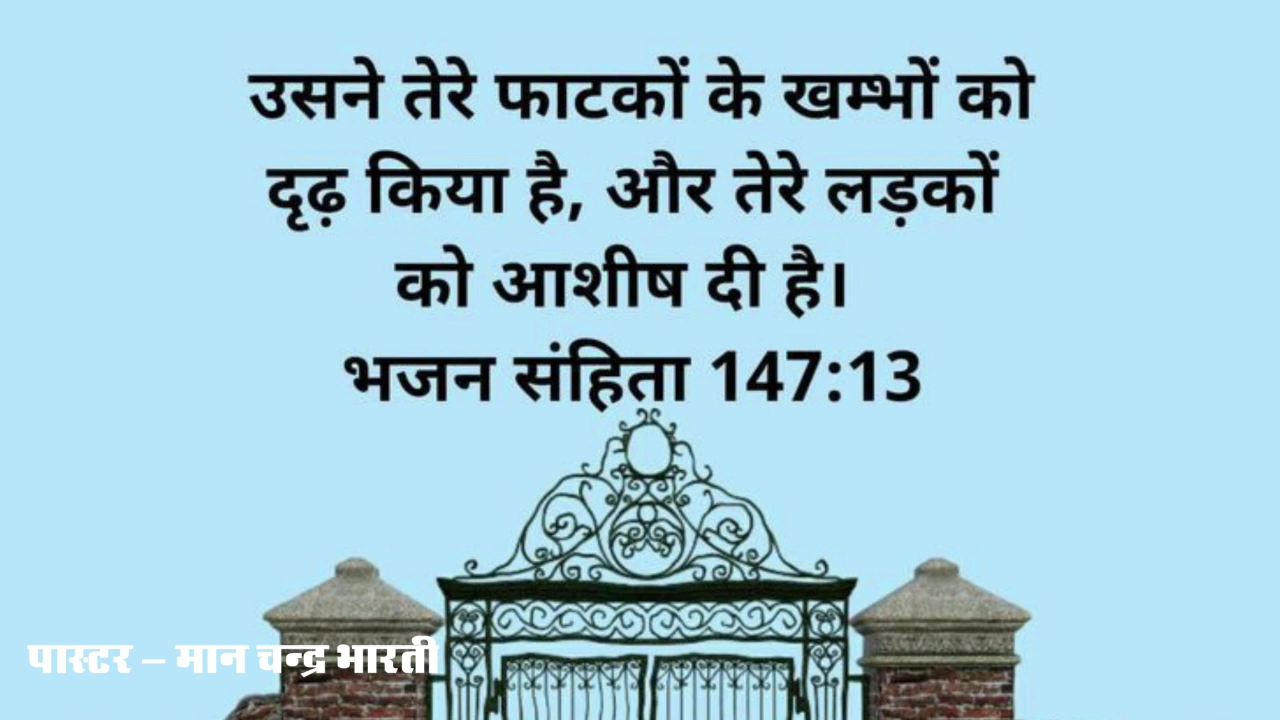 उसने तेरे फाटकों के खम्भों को
दृढ़ किया है, और तेरे लड़कों
को आशीष दी है।
भजन संहिता 147:13
पास्टर – मान चन्द्र भारती